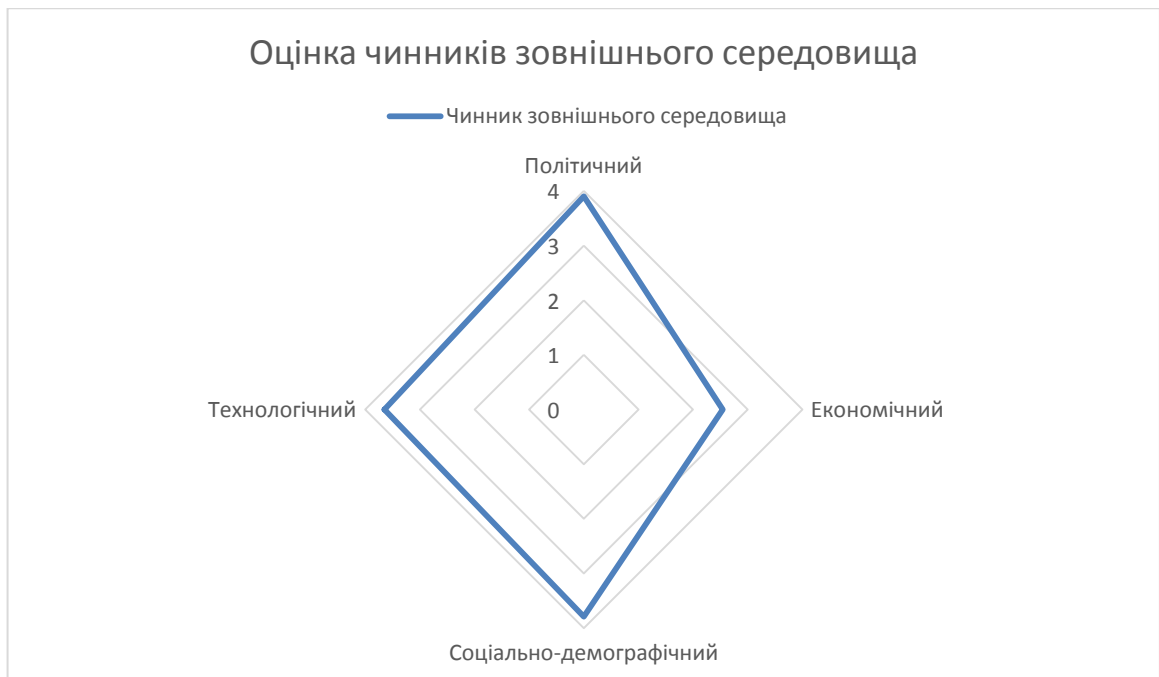 Оцінка чинників зовнішнього середовища
Чинник зовнішнього середовища
Політичний
4
3
2
1
0
Технологічний
Економічний
Соціально-демографічний